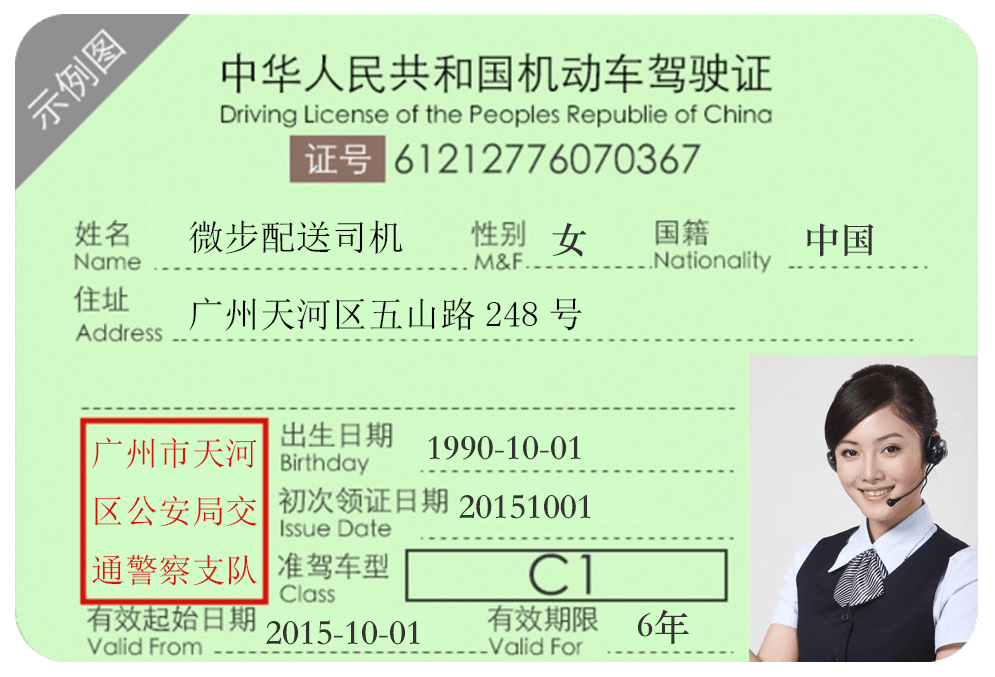 示例图
中华人民共和国机动车驾驶证
Driving License of the Peoples Republie of China
证号 61212776070367
姓名 微步配送司机 性别 女 国籍 中国
Name M&F Nationality
住址 广州天河区五山路 248 号
Address
广州市天河
区公安局交
通警察支队
出生日期 1990-10-01
Birthday
初次领证日期 20151001
Issue Date
准驾车型 C1
Class
有效起始日期 2015-10-01 有效期限 6年
Valid From Valid For